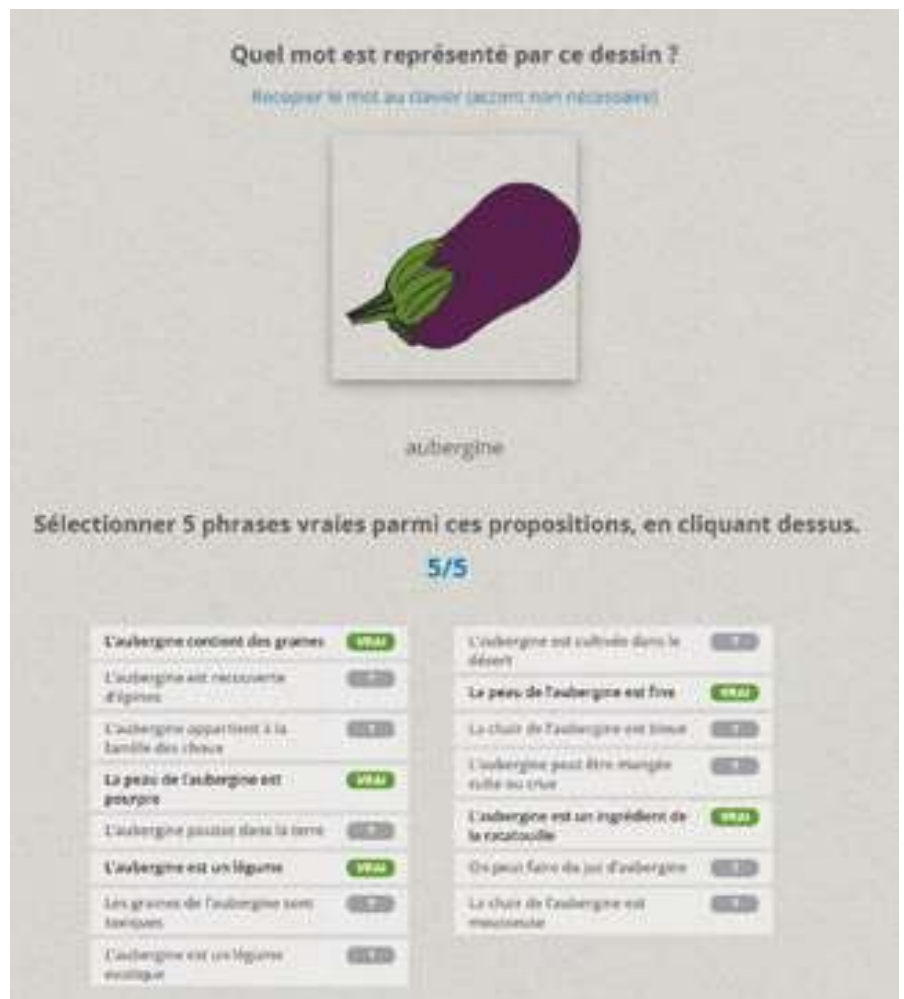 Quel mot est représenté par ce dessin ?
Recopier le mot au clavier (accent non nécessaire)
aubergine
Sélectionner 5 phrases vraies parmi ces propositions, en cliquant dessus.
5/5
L'aubergine contient des graines VRAI
L'aubergine est recouverte
d'épines ?
L'aubergine appartient à la
famille des choux ?
La peau de l'aubergine est
pourpre VRAI
L'aubergine pousse dans la terre ?
L'aubergine est un légume VRAI
Les graines de l'aubergine sont
toxiques ?
L'aubergine est un légume
exotique ?
L'aubergine est cultivée dans le
désert ?
La peau de l'aubergine est fine VRAI
La chair de l'aubergine est bleue ?
L'aubergine peut être mangée
cuite ou crue ?
L'aubergine est un ingrédient de
la ratatouille VRAI
On peut faire du jus d'aubergine ?
La chair de l'aubergine est
mousseuse ?